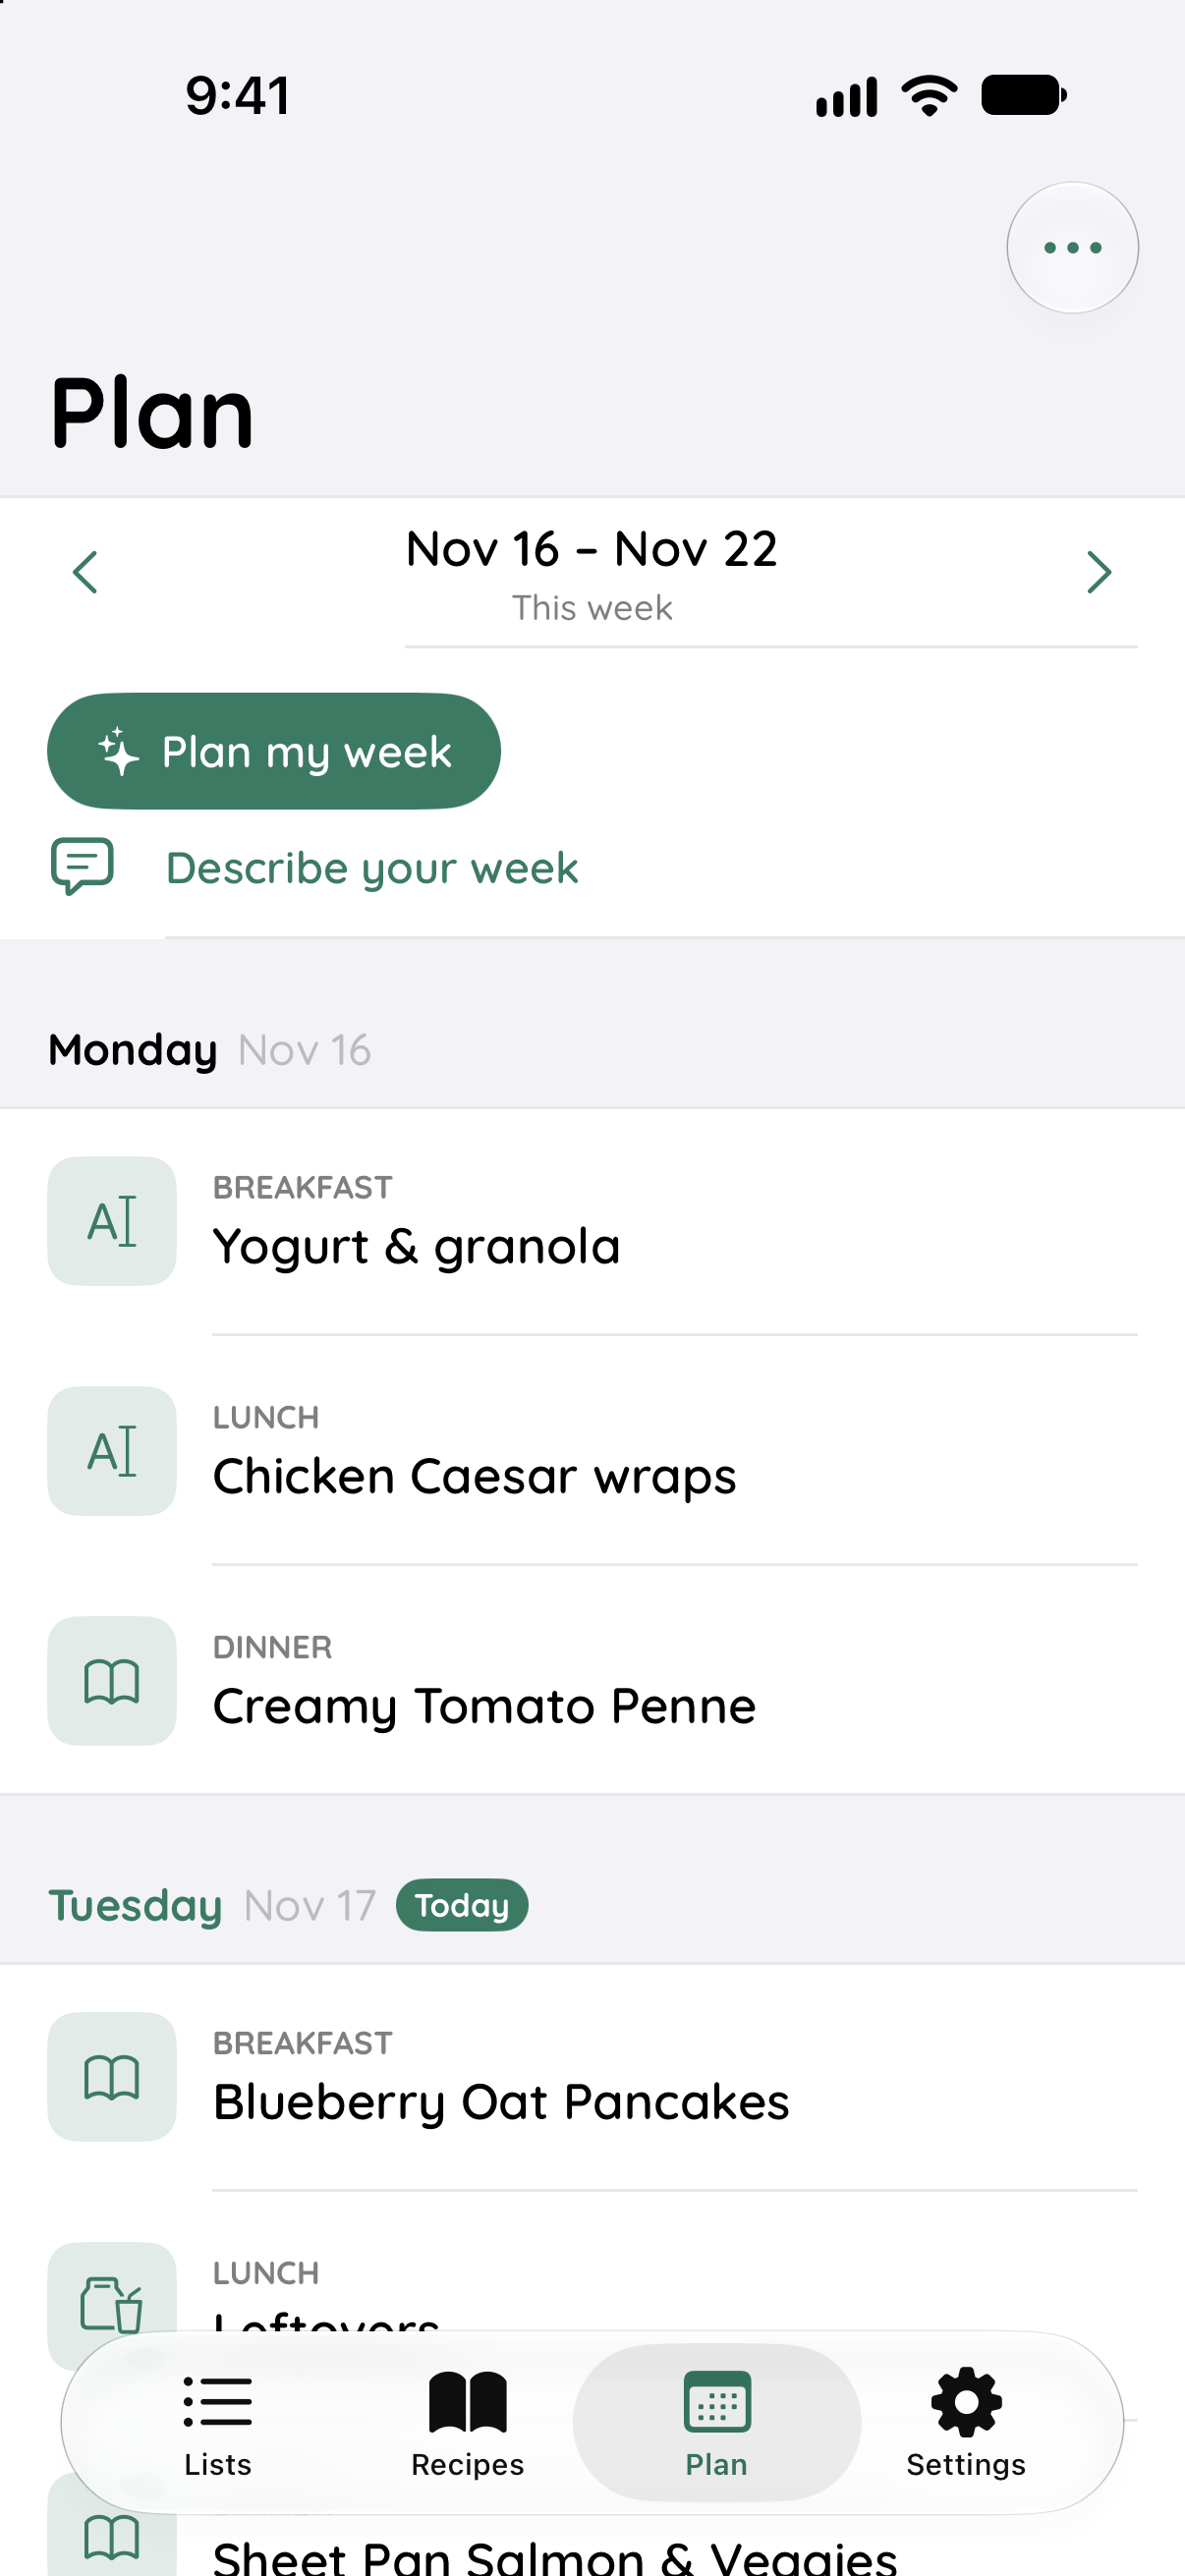 9:41
Plan
Nov 16 – Nov 22
This week
Plan my week
Describe your week
Monday Nov 16
BREAKFAST
Yogurt & granola
LUNCH
Chicken Caesar wraps
DINNER
Creamy Tomato Penne
Tuesday Nov 17 Today
BREAKFAST
Blueberry Oat Pancakes
LUNCH
Leftovers
Lists Recipes Plan Settings
Sheet Pan Salmon & Veggies